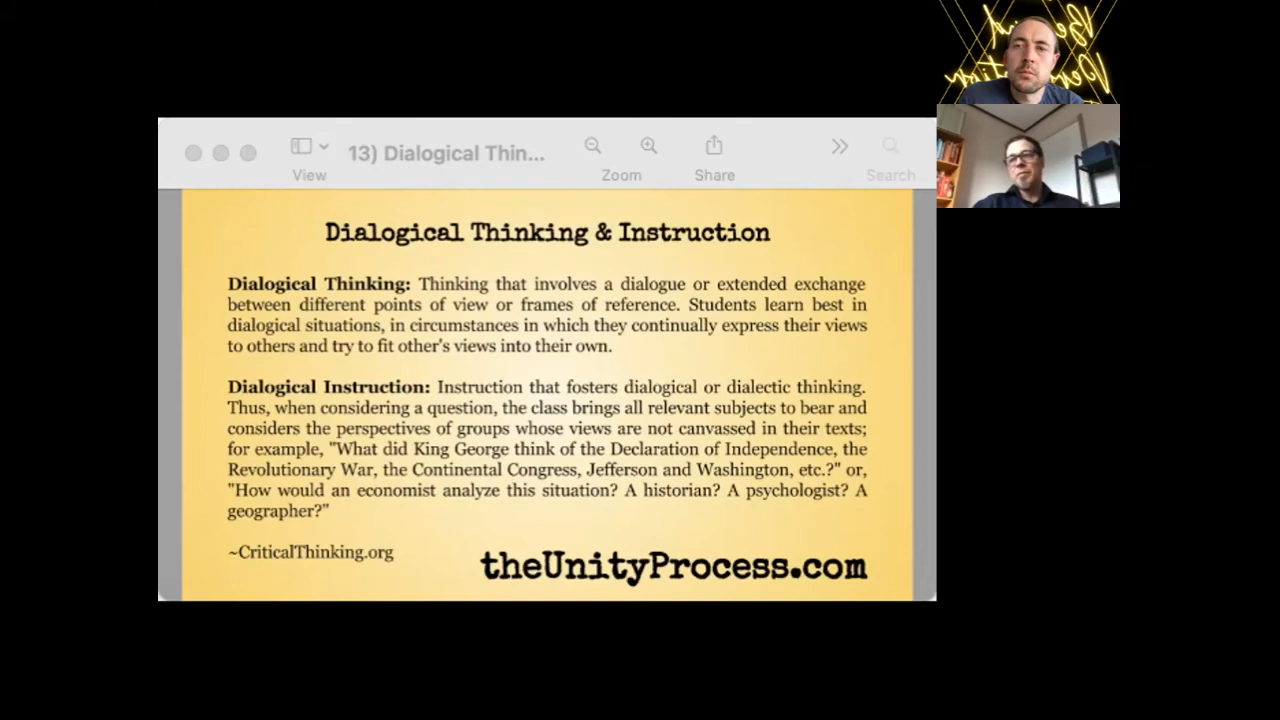 13) Dialogical Thin...
View
Zoom
Share
Search
Dialogical Thinking & Instruction
Dialogical Thinking: Thinking that involves a dialogue or extended exchange
between different points of view or frames of reference. Students learn best in
dialogical situations, in circumstances in which they continually express their views
to others and try to fit other's views into their own.
Dialogical Instruction: Instruction that fosters dialogical or dialectic thinking.
Thus, when considering a question, the class brings all relevant subjects to bear and
considers the perspectives of groups whose views are not canvassed in their texts;
for example, "What did King George think of the Declaration of Independence, the
Revolutionary War, the Continental Congress, Jefferson and Washington, etc.?" or,
"How would an economist analyze this situation? A historian? A psychologist? A
geographer?"
~CriticalThinking.org
theUnityProcess.com